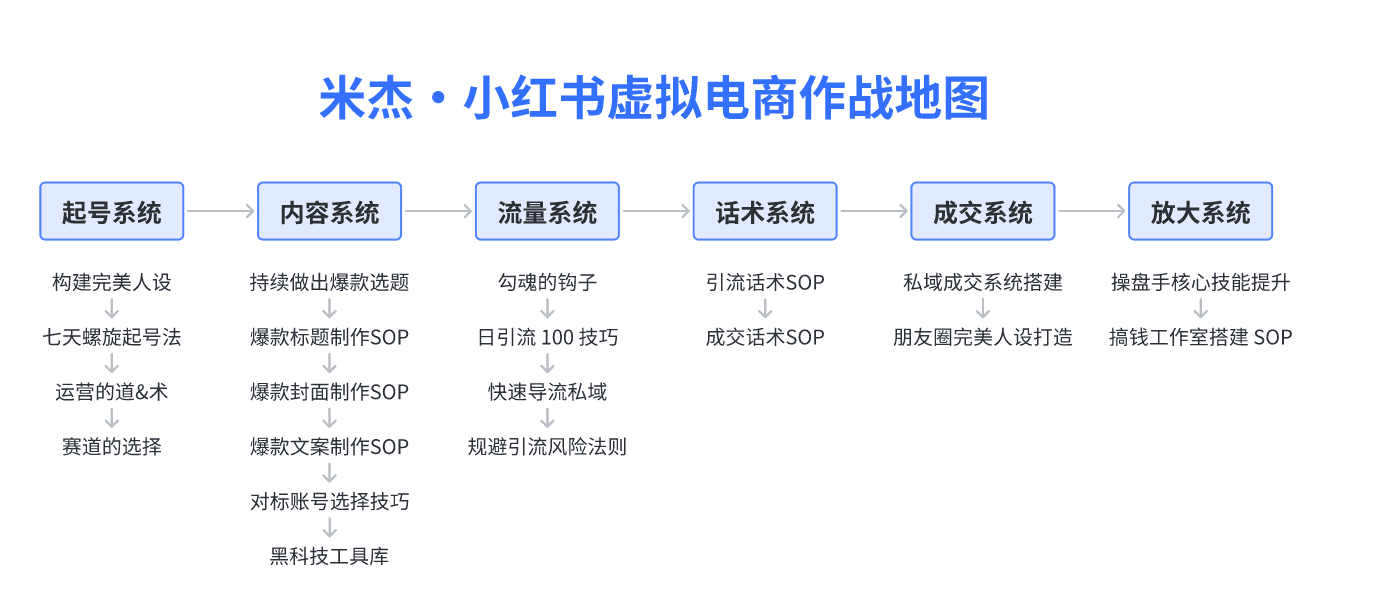 米杰·小红书虚拟电商作战地图
起号系统
内容系统
流量系统
话术系统
成交系统
放大系统
构建完美人设
七天螺旋起号法
运营的道&术
赛道的选择
持续做出爆款选题
爆款标题制作SOP
爆款封面制作SOP
爆款文案制作SOP
对标账号选择技巧
黑科技工具库
勾魂的钩子
日引流 100 技巧
快速导流私域
规避引流风险法则
引流话术SOP
成交话术SOP
私域成交系统搭建
朋友圈完美人设打造
操盘手核心技能提升
搞钱工作室搭建 SOP